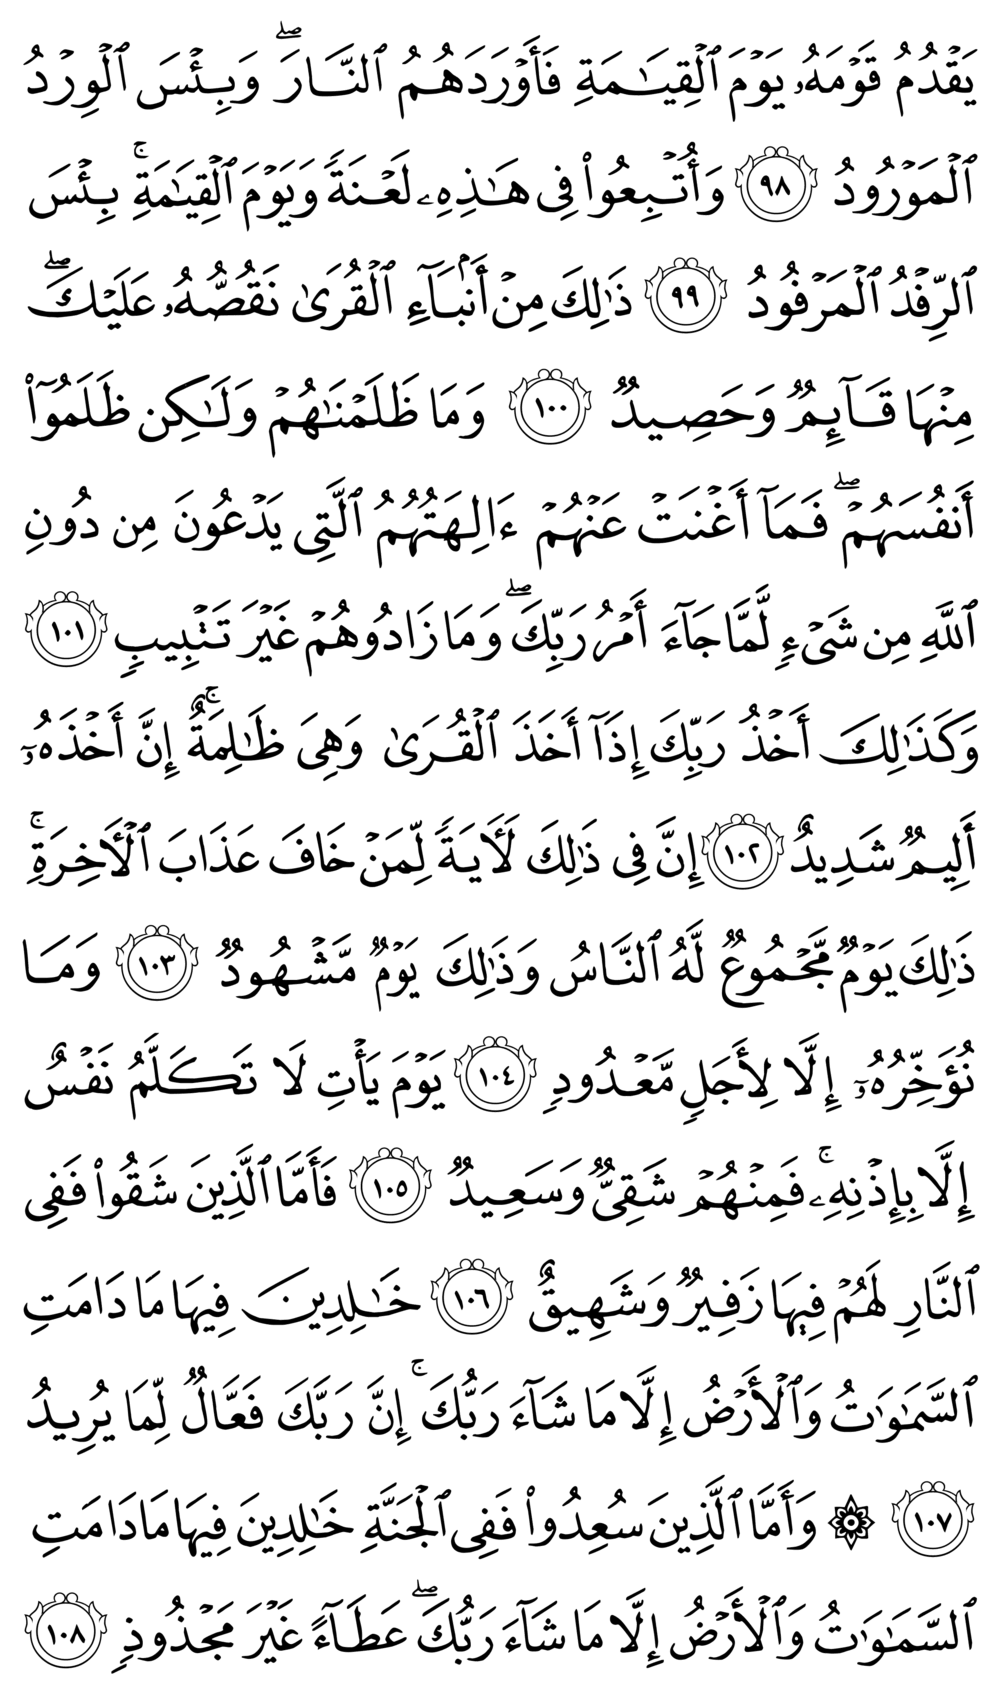 يَقۡدُمُ قَوۡمَهُۥ يَوۡمَ ٱلۡقِيَٰمَةِ فَأَوۡرَدَهُمُ ٱلنَّارَۖ وَبِئۡسَ ٱلۡوِرۡدُ
ٱلۡمَوۡرُودُ ٩٨ وَأُتۡبِعُواْ فِي هَٰذِهِۦ لَعۡنَةٗ وَيَوۡمَ ٱلۡقِيَٰمَةِۚ بِئۡسَ
ٱلرِّفۡدُ ٱلۡمَرۡفُودُ ٩٩ ذَٰلِكَ مِنۡ أَنۢبَآءِ ٱلۡقُرَىٰ نَقُصُّهُۥ عَلَيۡكَۖ
مِنۡهَا قَآئِمٞ وَحَصِيدٞ ١٠٠ وَمَا ظَلَمۡنَٰهُمۡ وَلَٰكِن ظَلَمُوٓاْ
أَنفُسَهُمۡۖ فَمَآ أَغۡنَتۡ عَنۡهُمۡ ءَالِهَتُهُمُ ٱلَّتِي يَدۡعُونَ مِن دُونِ
ٱللَّهِ مِن شَيۡءٖ لَّمَّا جَآءَ أَمۡرُ رَبِّكَۖ وَمَا زَادُوهُمۡ غَيۡرَ تَتۡبِيبٖ ١٠١
وَكَذَٰلِكَ أَخۡذُ رَبِّكَ إِذَآ أَخَذَ ٱلۡقُرَىٰ وَهِيَ ظَٰلِمَةٌۚ إِنَّ أَخۡذَهُۥٓ
أَلِيمٞ شَدِيدٌ ١٠٢ إِنَّ فِي ذَٰلِكَ لَأٓيَةٗ لِّمَنۡ خَافَ عَذَابَ ٱلۡأٓخِرَةِۚ
ذَٰلِكَ يَوۡمٞ مَّجۡمُوعٞ لَّهُ ٱلنَّاسُ وَذَٰلِكَ يَوۡمٞ مَّشۡهُودٞ ١٠٣ وَمَا
نُؤَخِّرُهُۥٓ إِلَّا لِأَجَلٖ مَّعۡدُودٖ ١٠٤ يَوۡمَ يَأۡتِ لَا تَكَلَّمُ نَفۡسٌ
إِلَّا بِإِذۡنِهِۦۚ فَمِنۡهُمۡ شَقِيّٞ وَسَعِيدٞ ١٠٥ فَأَمَّا ٱلَّذِينَ شَقُواْ فَفِي
ٱلنَّارِ لَهُمۡ فِيهَا زَفِيرٞ وَشَهِيقٌ ١٠٦ خَٰلِدِينَ فِيهَا مَا دَامَتِ
ٱلسَّمَٰوَٰتُ وَٱلۡأَرۡضُ إِلَّا مَا شَآءَ رَبُّكَۚ إِنَّ رَبَّكَ فَعَّالٞ لِّمَا يُرِيدُ
١٠٧ ۞ وَأَمَّا ٱلَّذِينَ سُعِدُواْ فَفِي ٱلۡجَنَّةِ خَٰلِدِينَ فِيهَا مَا دَامَتِ
ٱلسَّمَٰوَٰتُ وَٱلۡأَرۡضُ إِلَّا مَا شَآءَ رَبُّكَۖ عَطَآءً غَيۡرَ مَجۡذُوذٖ ١٠٨